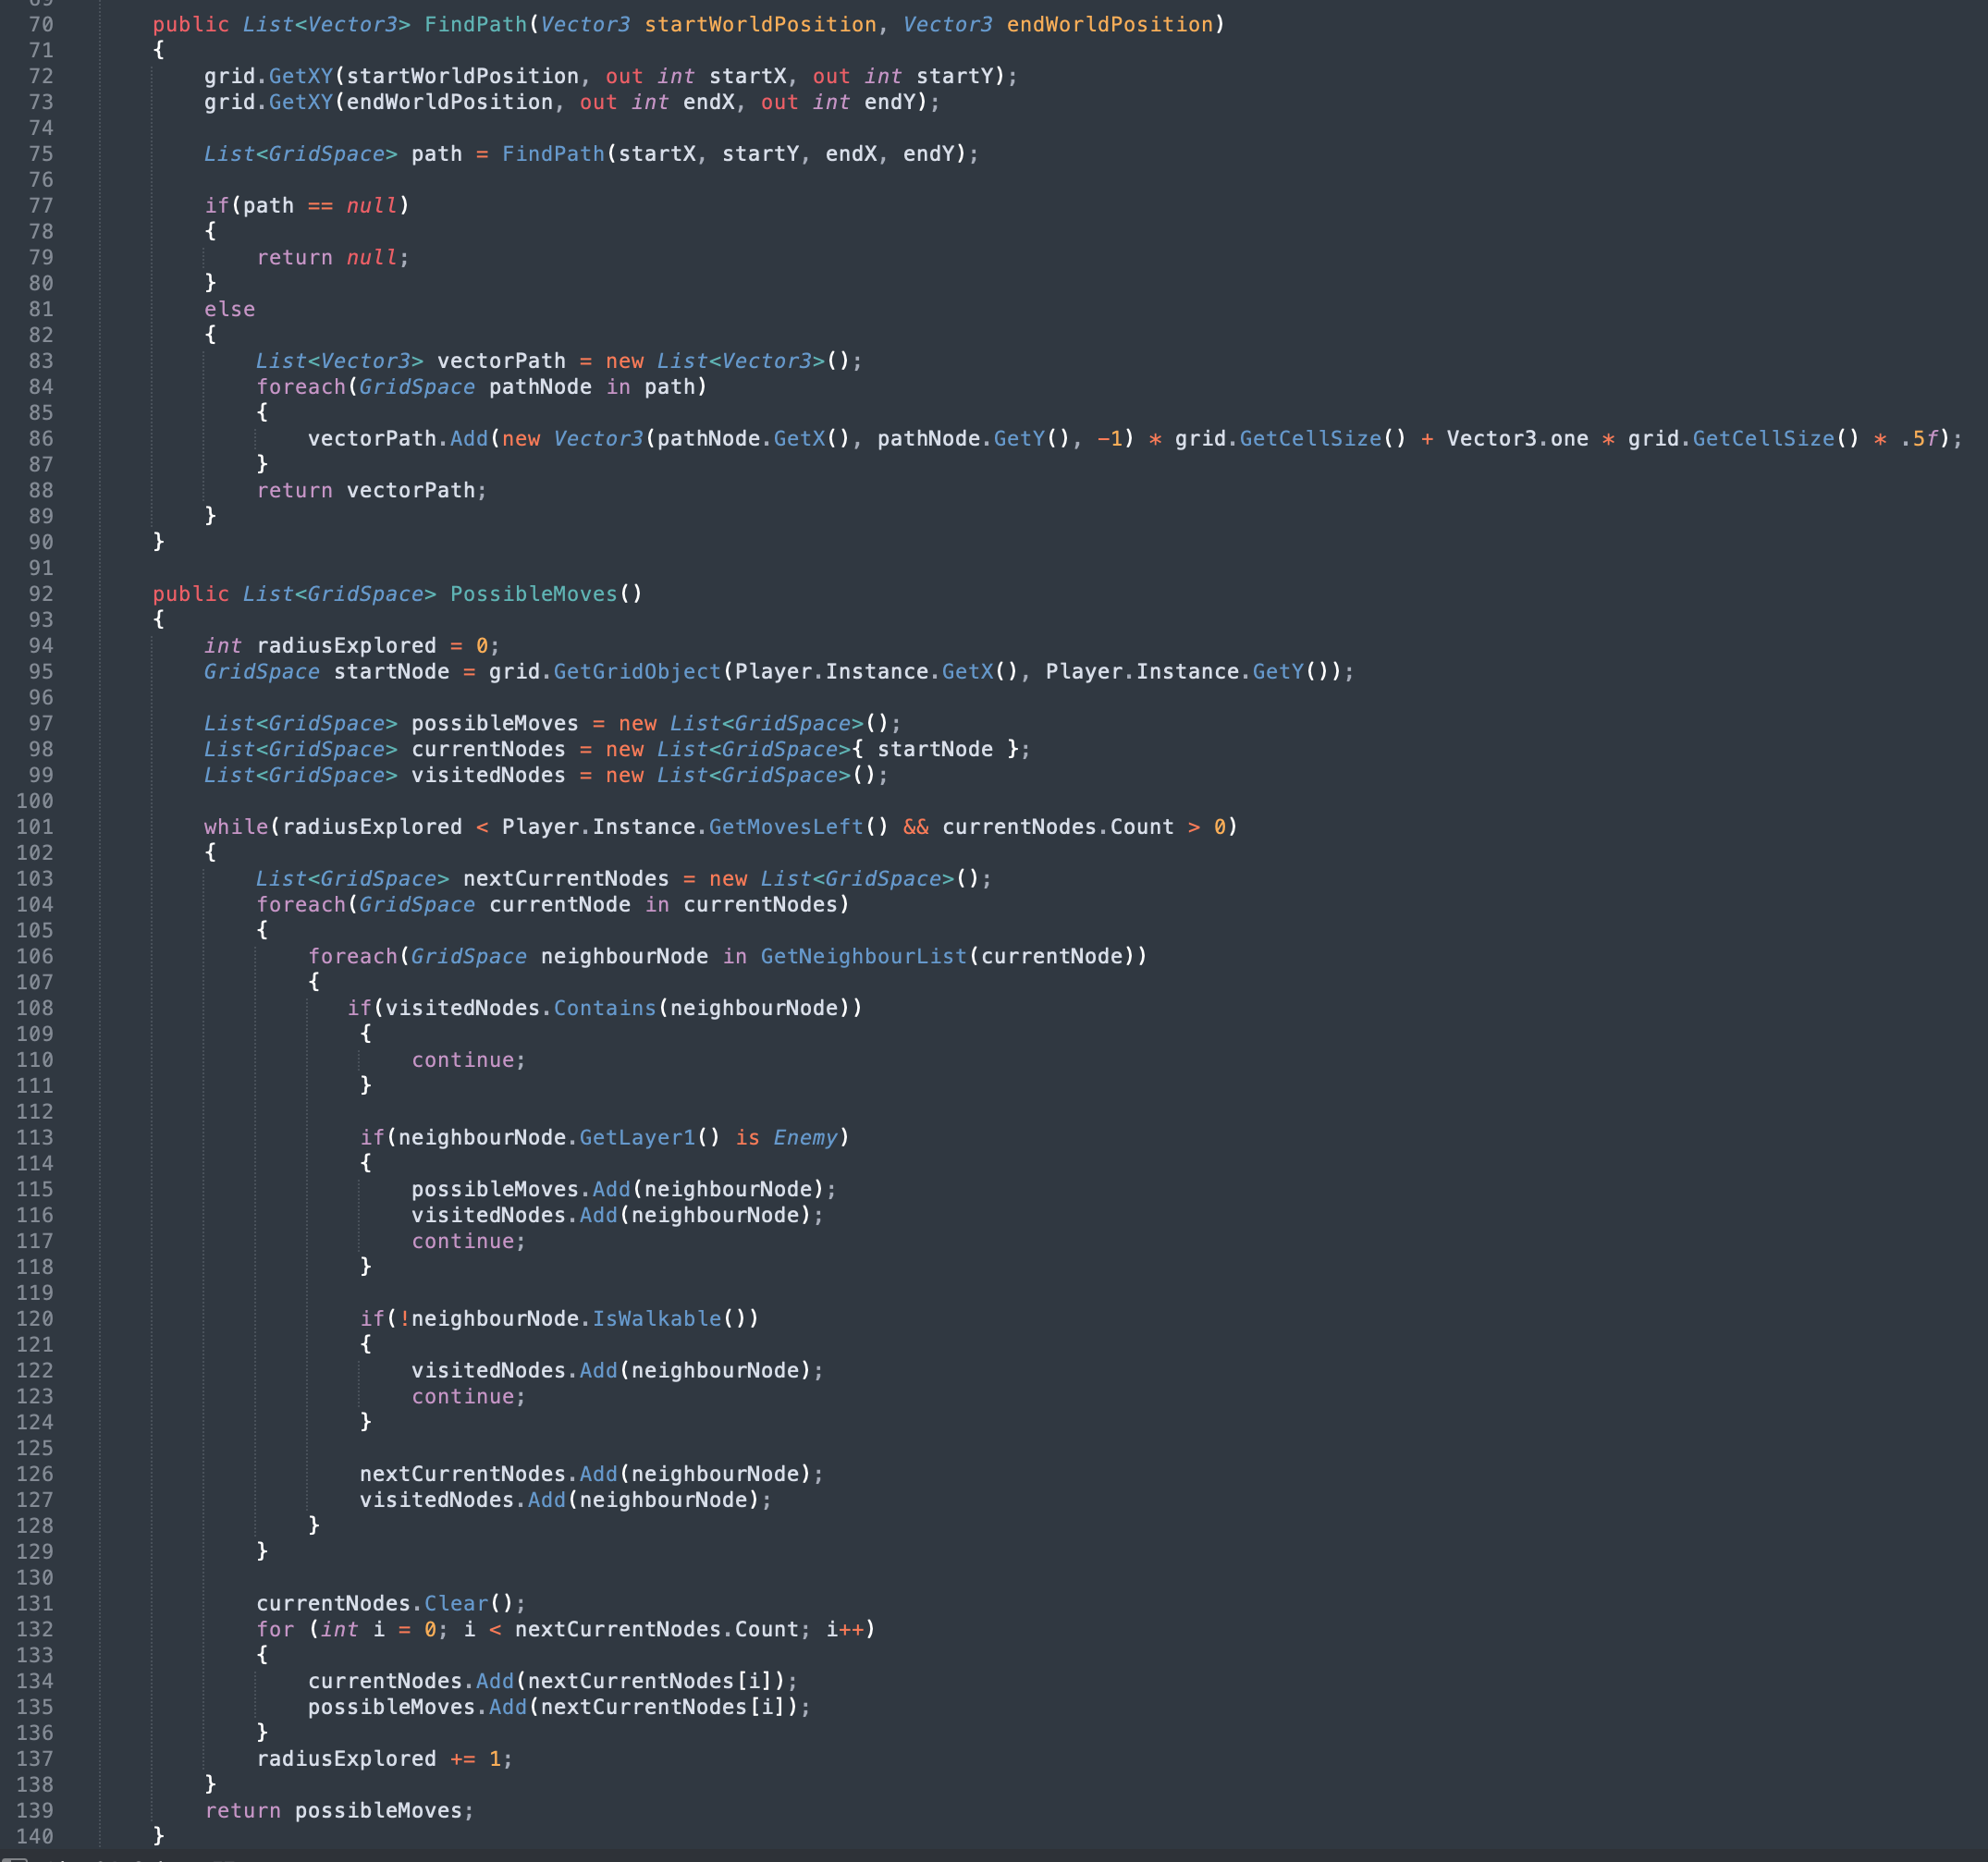 70 public List<Vector3> FindPath(Vector3 startWorldPosition, Vector3 endWorldPosition)
71 {
72 grid.GetXY(startWorldPosition, out int startX, out int startY);
73 grid.GetXY(endWorldPosition, out int endX, out int endY);
74
75 List<GridSpace> path = FindPath(startX, startY, endX, endY);
76
77 if(path == null)
78 {
79 return null;
80 }
81 else
82 {
83 List<Vector3> vectorPath = new List<Vector3>();
84 foreach(GridSpace pathNode in path)
85 {
86 vectorPath.Add(new Vector3(pathNode.GetX(), pathNode.GetY(), -1) * grid.GetCellSize() + Vector3.one * grid.GetCellSize() * .5f);
87 }
88 return vectorPath;
89 }
90 }
91
92 public List<GridSpace> PossibleMoves()
93 {
94 int radiusExplored = 0;
95 GridSpace startNode = grid.GetGridObject(Player.Instance.GetX(), Player.Instance.GetY());
96
97 List<GridSpace> possibleMoves = new List<GridSpace>();
98 List<GridSpace> currentNodes = new List<GridSpace>{ startNode };
99 List<GridSpace> visitedNodes = new List<GridSpace>();
100
101 while(radiusExplored < Player.Instance.GetMovesLeft() && currentNodes.Count > 0)
102 {
103 List<GridSpace> nextCurrentNodes = new List<GridSpace>();
104 foreach(GridSpace currentNode in currentNodes)
105 {
106 foreach(GridSpace neighbourNode in GetNeighbourList(currentNode))
107 {
108 if(visitedNodes.Contains(neighbourNode))
109 {
110 continue;
111 }
112
113 if(neighbourNode.GetLayer1() is Enemy)
114 {
115 possibleMoves.Add(neighbourNode);
116 visitedNodes.Add(neighbourNode);
117 continue;
118 }
119
120 if(!neighbourNode.IsWalkable())
121 {
122 visitedNodes.Add(neighbourNode);
123 continue;
124 }
125
126 nextCurrentNodes.Add(neighbourNode);
127 visitedNodes.Add(neighbourNode);
128 }
129 }
130
131 currentNodes.Clear();
132 for (int i = 0; i < nextCurrentNodes.Count; i++)
133 {
134 currentNodes.Add(nextCurrentNodes[i]);
135 possibleMoves.Add(nextCurrentNodes[i]);
136 }
137 radiusExplored += 1;
138 }
139 return possibleMoves;
140 }